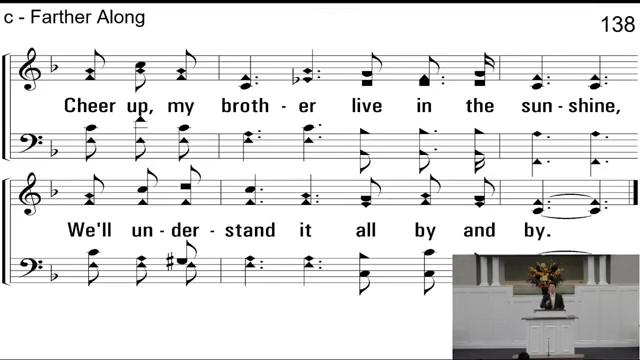 c - Farther Along
138
Cheer up, my broth - er live in the sun - shine,
We'll un - der - stand it all by and by.